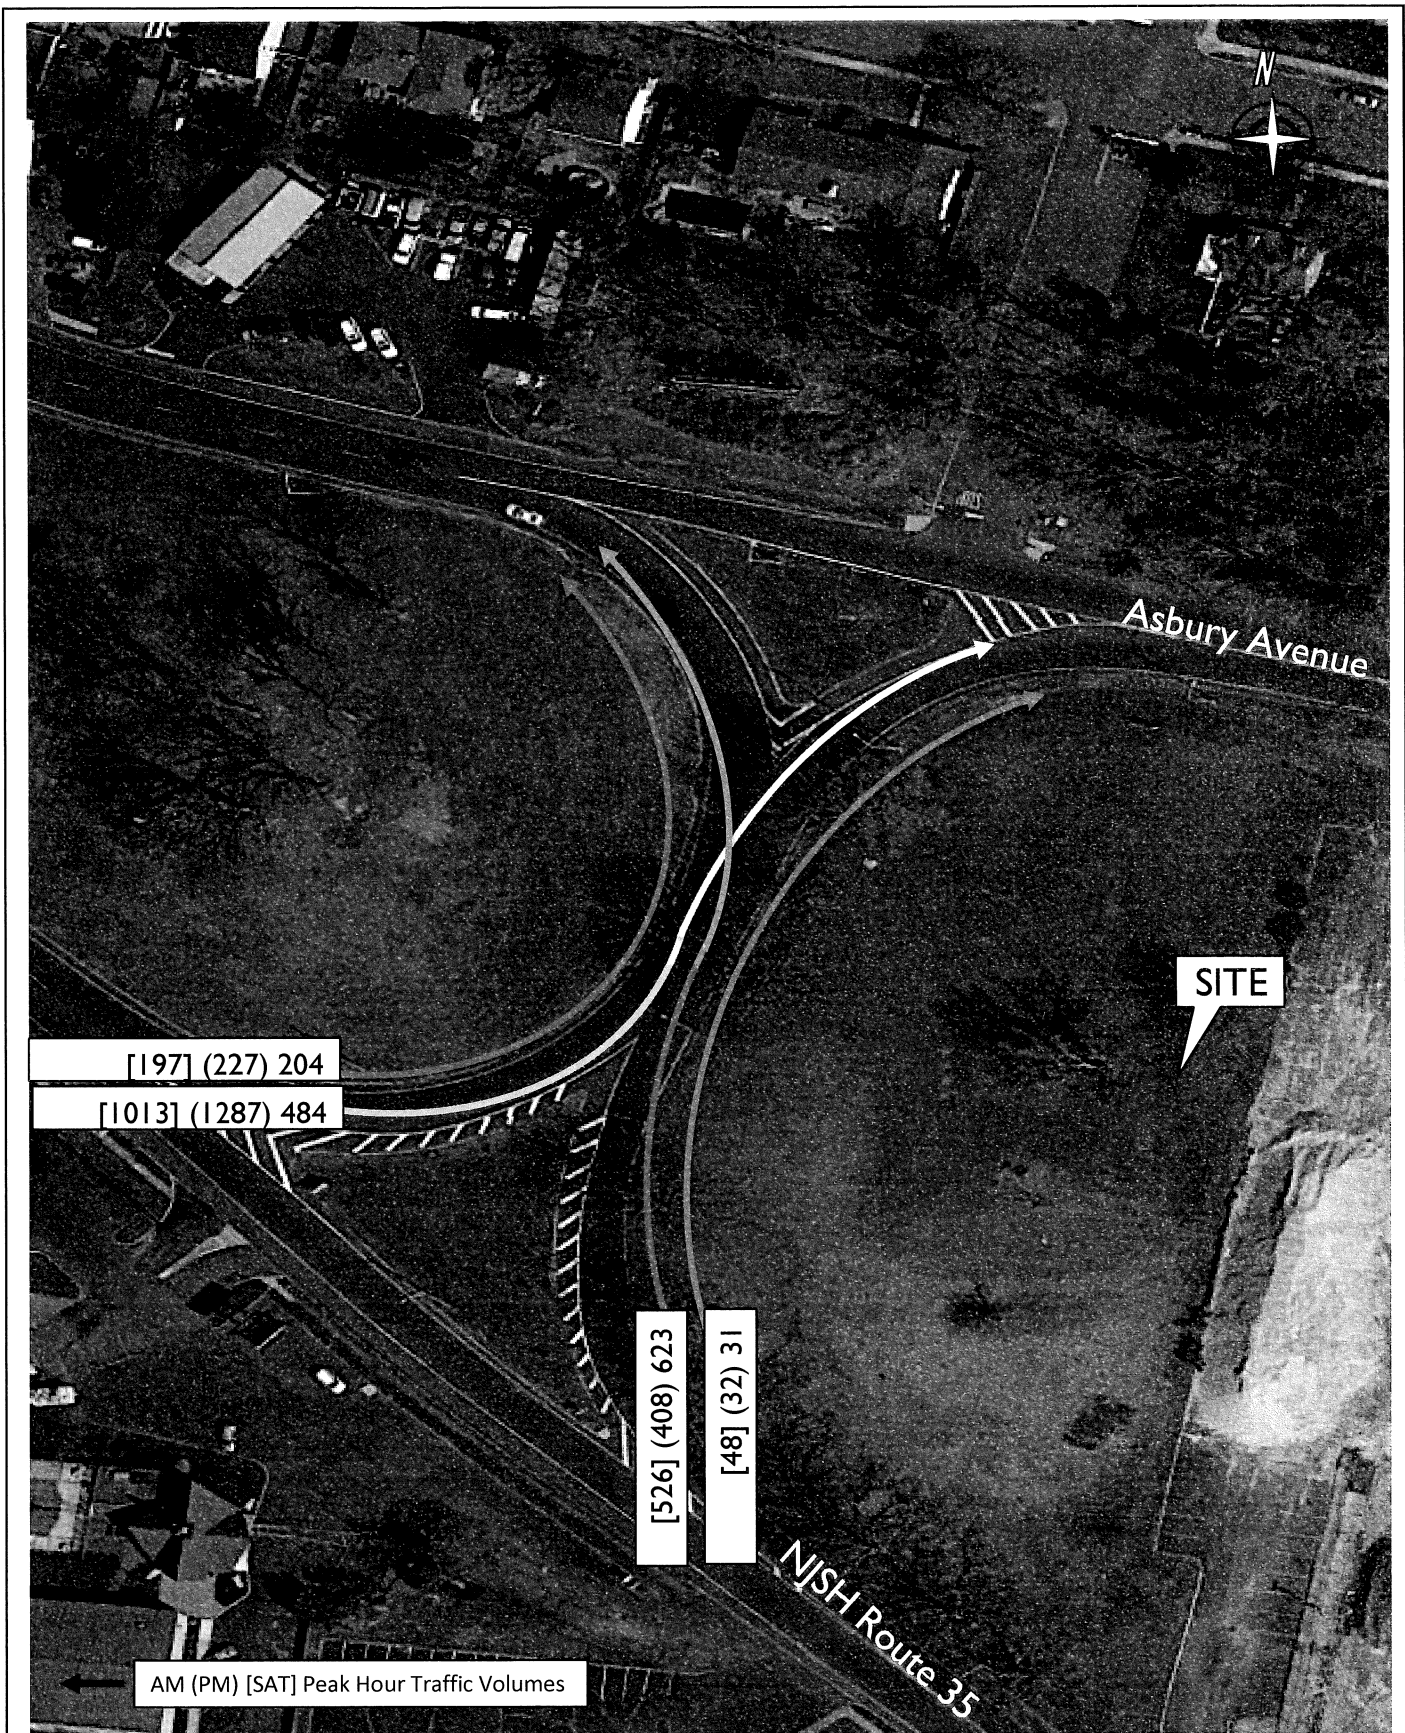 N
Asbury Avenue
SITE
[197] (227) 204
[1013] (1287) 484
[526] (408) 623
[48] (32) 31
NJSH Route 35
AM (PM) [SAT] Peak Hour Traffic Volumes